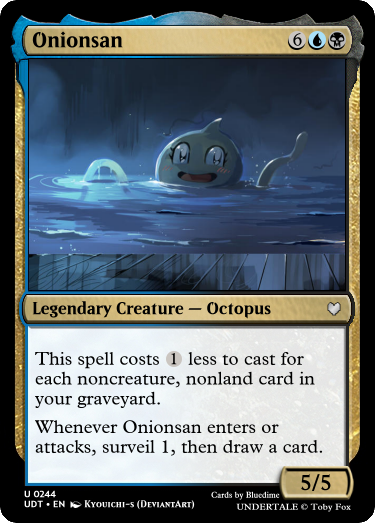 Onionsan 6
Legendary Creature — Octopus
This spell costs 1 less to cast for
each noncreature, nonland card in
your graveyard.
Whenever Onionsan enters or
attacks, surveil 1, then draw a card.
5/5
U 0244
UDT • EN Kyouichi-s (DeviantArt)
Cards by Bluedime
UNDERTALE © Toby Fox